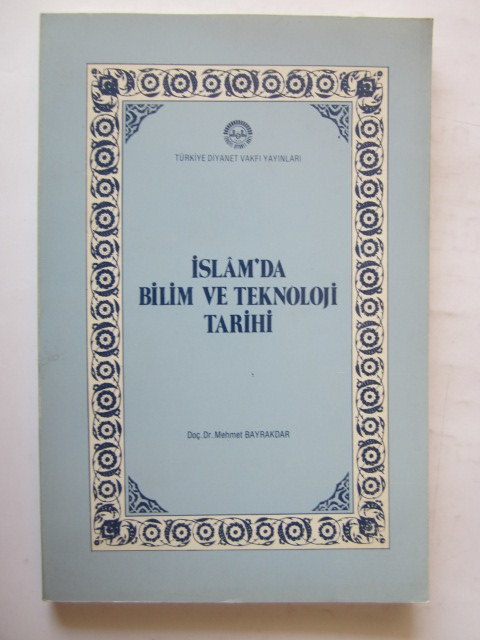 TÜRKİYE DİYANET VAKFI YAYINLARI
İSLÂM'DA
BİLİM VE TEKNOLOJİ
TARİHİ
Doç. Dr. Mehmet BAYRAKDAR